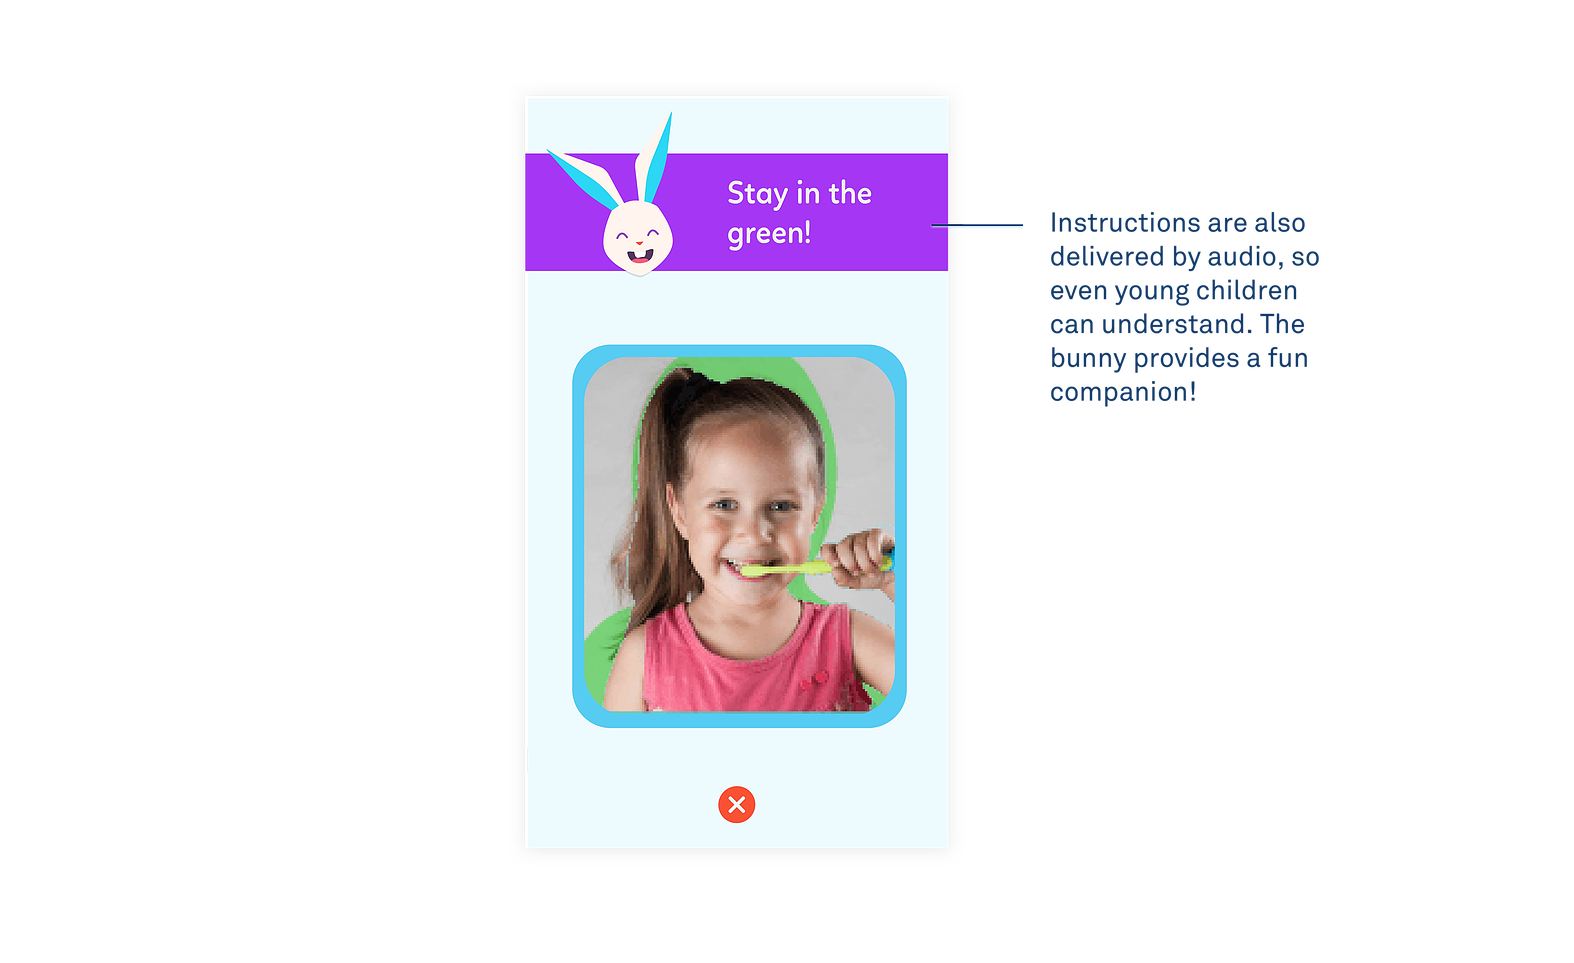 Stay in the
green!
Instructions are also
delivered by audio, so
even young children
can understand. The
bunny provides a fun
companion!